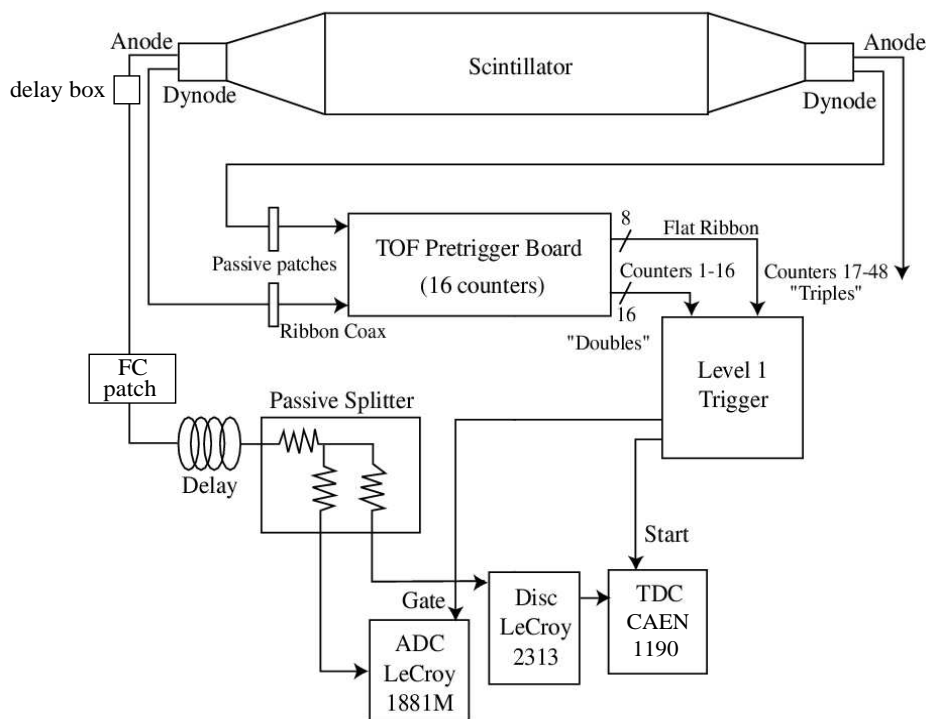 Anode
Scintillator
Anode
delay box
Dynode
Dynode
8
Flat Ribbon
TOF Pretrigger Board
(16 counters)
Passive patches
Counters 1-16
Counters 17-48
"Triples"
16
Ribbon Coax
"Doubles"
FC
patch
Level 1
Trigger
Passive Splitter
Delay
Start
Gate
Disc
LeCroy
2313
TDC
CAEN
1190
ADC
LeCroy
1881M